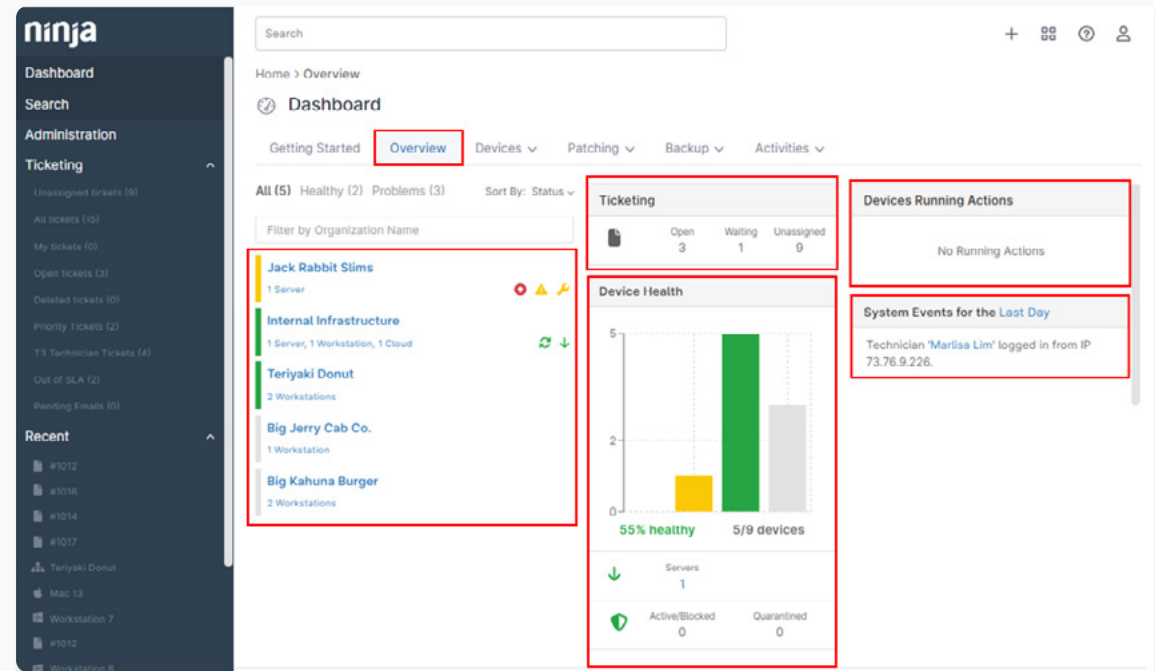 ninja
Dashboard
Search
Administration
Ticketing
Unassigned tickets (9)
All tickets (15)
My tickets (0)
Open tickets (3)
Deleted tickets (0)
Priority Tickets (2)
T3 Technician Tickets (4)
Out of SLA (2)
Pending Emails (0)
Recent
#1012
#1018
#1014
#1017
Teriyaki Donut
Mac 13
Workstation 7
#1012
Workstation 8
Search
Home > Overview
Dashboard
Getting Started Overview Devices Patching Backup Activities
All (5) Healthy (2) Problems (3) Sort By: Status
Filter by Organization Name
Jack Rabbit Slims
1 Server
Internal Infrastructure
1 Server, 1 Workstation, 1 Cloud
Teriyaki Donut
2 Workstations
Big Jerry Cab Co.
1 Workstation
Big Kahuna Burger
2 Workstations
Ticketing
Open Waiting Unassigned
3 1 9
Device Health
5
2
0
55% healthy 5/9 devices
Servers
1
Active/Blocked Quarantined
0 0
Devices Running Actions
No Running Actions
System Events for the Last Day
Technician 'Marlisa Lim' logged in from IP
73.76.9.226.